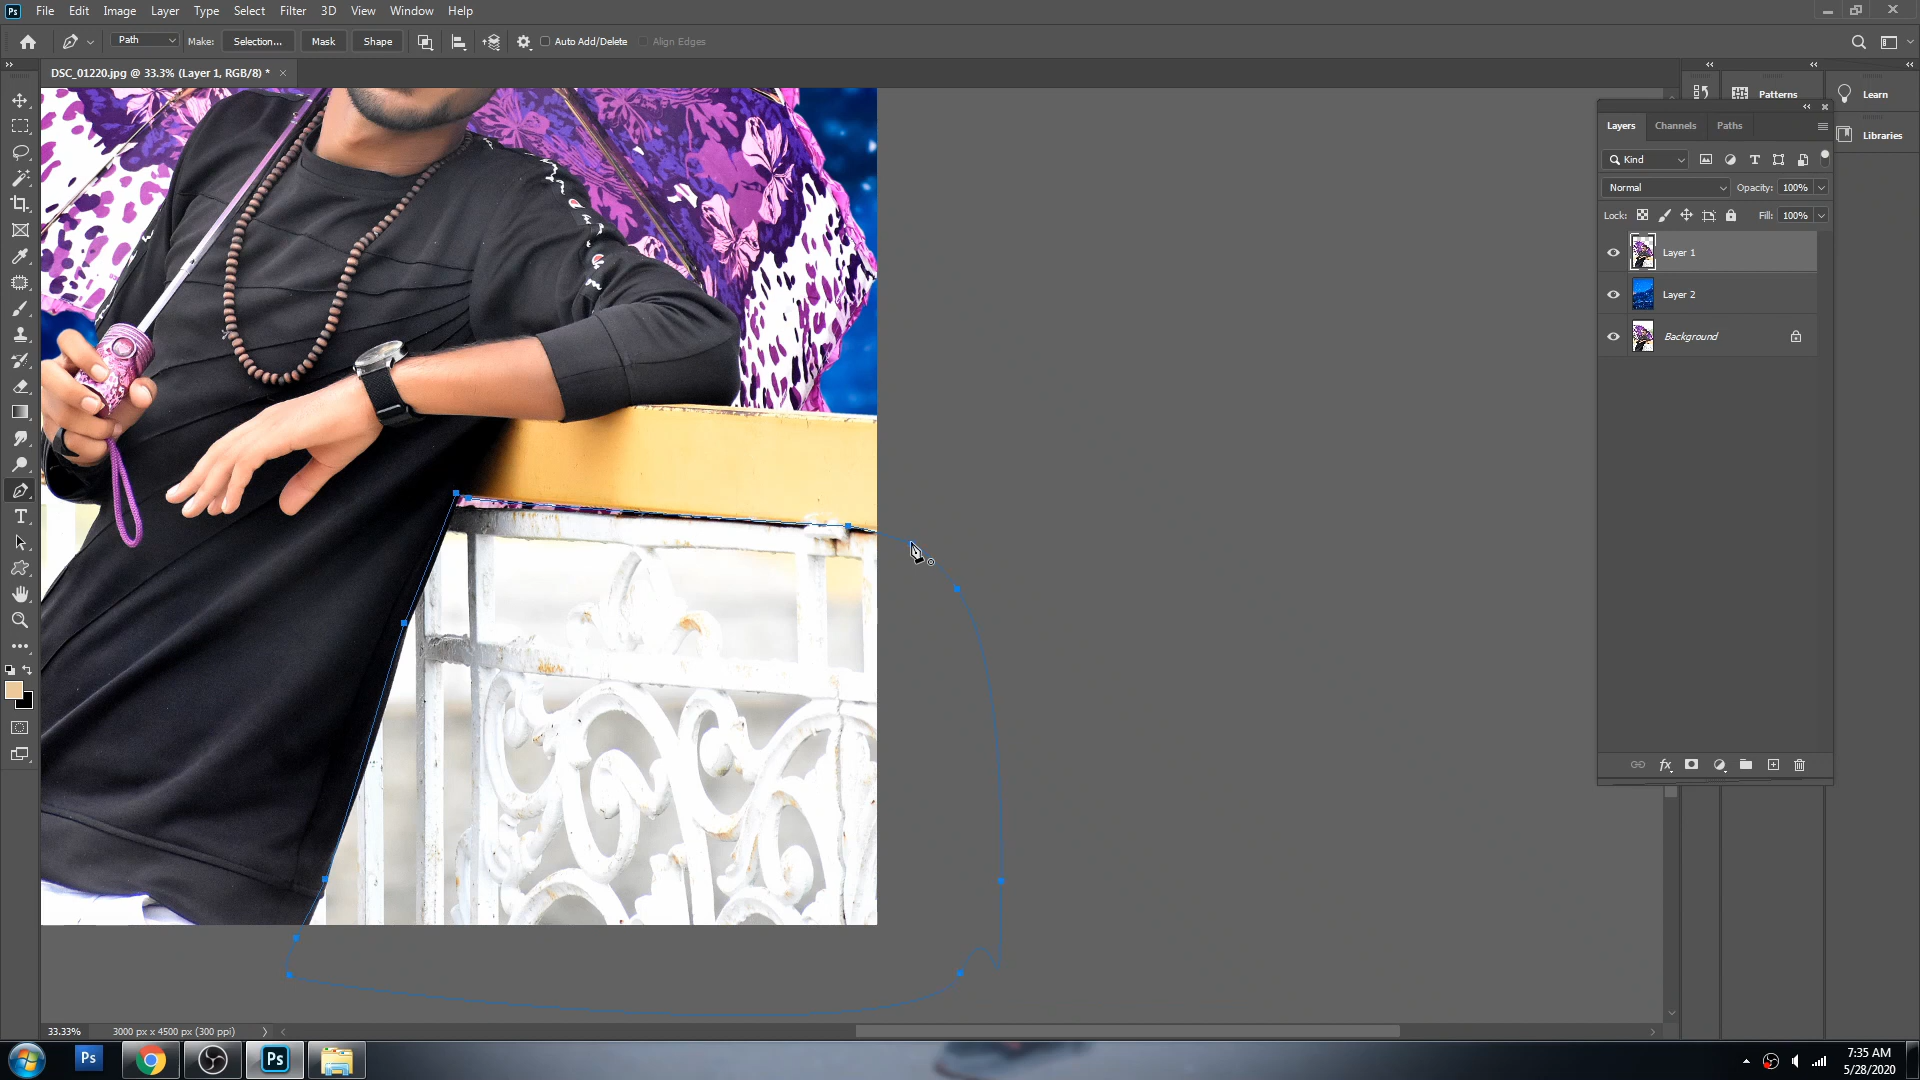 Ps File Edit Image Layer Type Select Filter 3D View Window Help
Path Make: Selection... Mask Shape Auto Add/Delete Align Edges
DSC_01220.jpg @ 33.3% (Layer 1, RGB/8) * ×
Patterns
Learn
Libraries
Layers Channels Paths
Kind
Normal Opacity: 100%
Lock: Fill: 100%
Layer 1
Layer 2
Background
fx
33.33% 3000 px x 4500 px (300 ppi)
Ps Ps
7:35 AM
5/28/2020